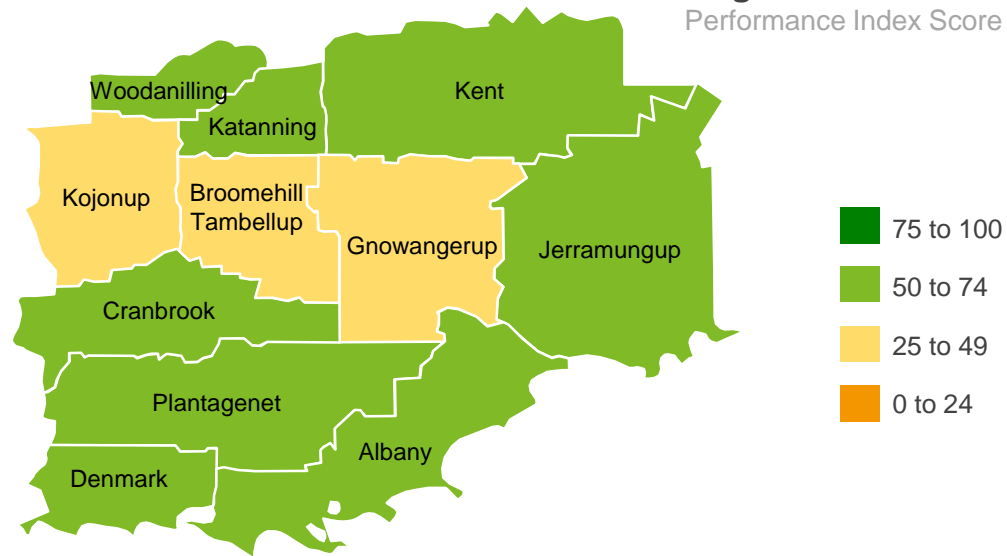 Performance Index Score
Woodanilling
Kent
Katanning
Kojonup
Broomehill
Tambellup
Gnowangerup
Jerramungup
Cranbrook
Plantagenet
Albany
Denmark
75 to 100
50 to 74
25 to 49
0 to 24